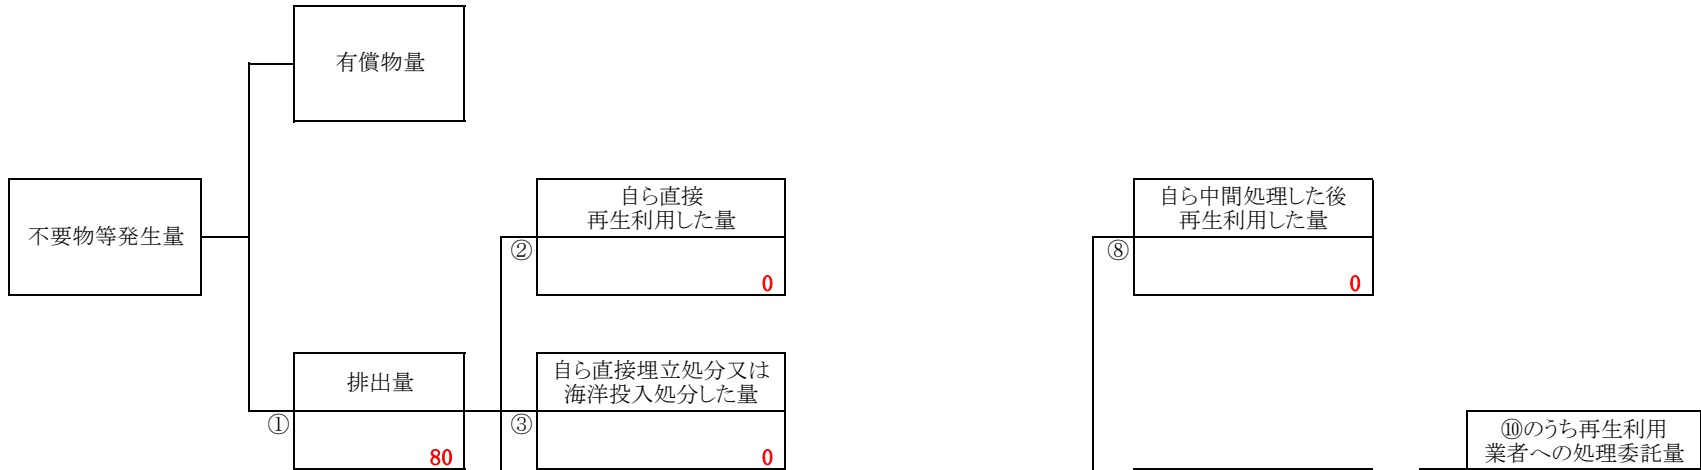 有償物量
不要物等発生量
自ら直接
再生利用した量
②
0
自ら中間処理した後
再生利用した量
⑧
0
排出量
①
80
自ら直接埋立処分又は
海洋投入処分した量
③
0
⑩のうち再生利用
業者への処理委託量